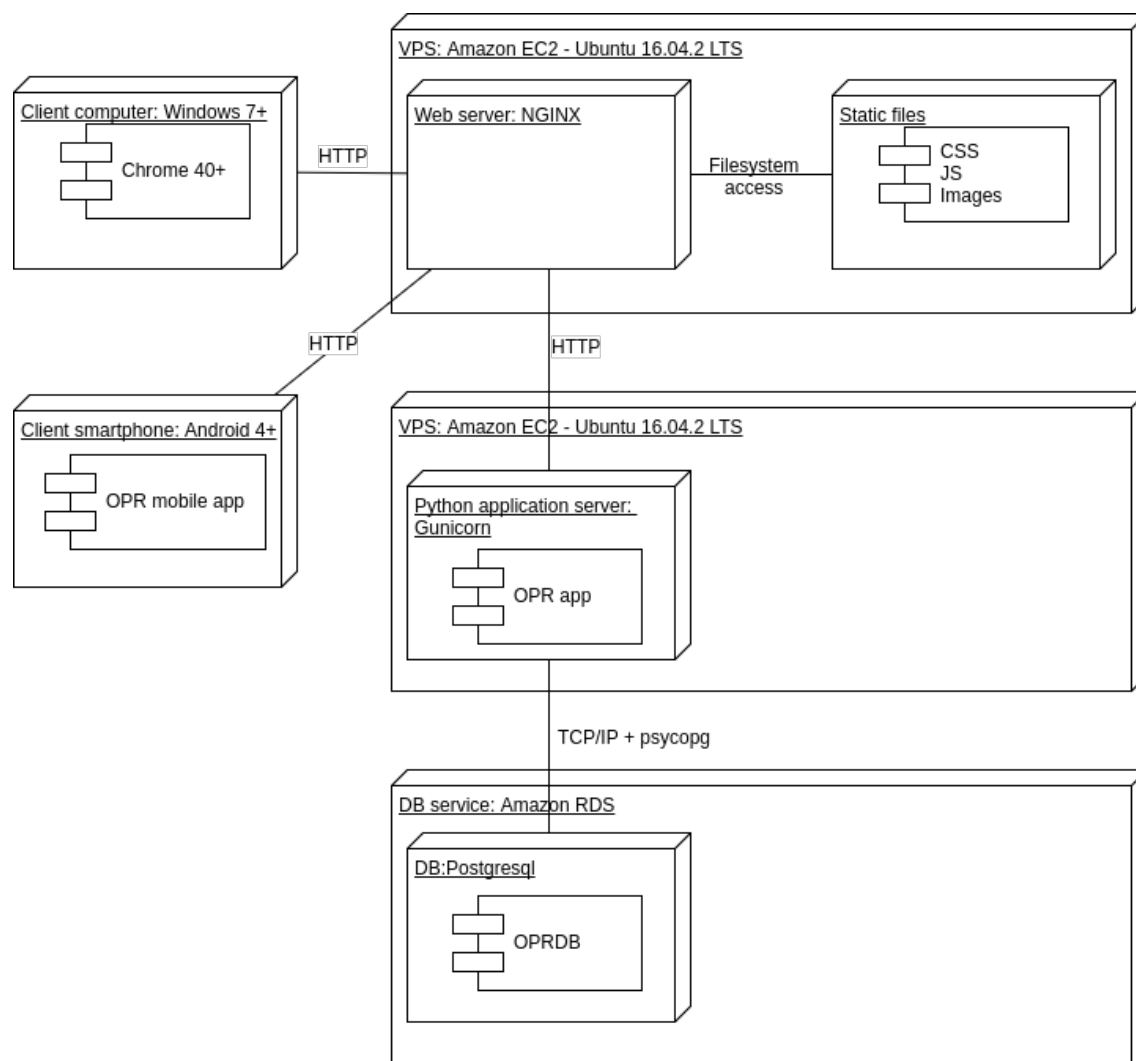 VPS: Amazon EC2 - Ubuntu 16.04.2 LTS
Client computer: Windows 7+
Chrome 40+
HTTP
Web server: NGINX
Filesystem
access
Static files
CSS
JS
Images
HTTP
HTTP
Client smartphone: Android 4+
OPR mobile app
VPS: Amazon EC2 - Ubuntu 16.04.2 LTS
Python application server:
Gunicorn
OPR app
TCP/IP + psycopg
DB service: Amazon RDS
DB:Postgresql
OPRDB